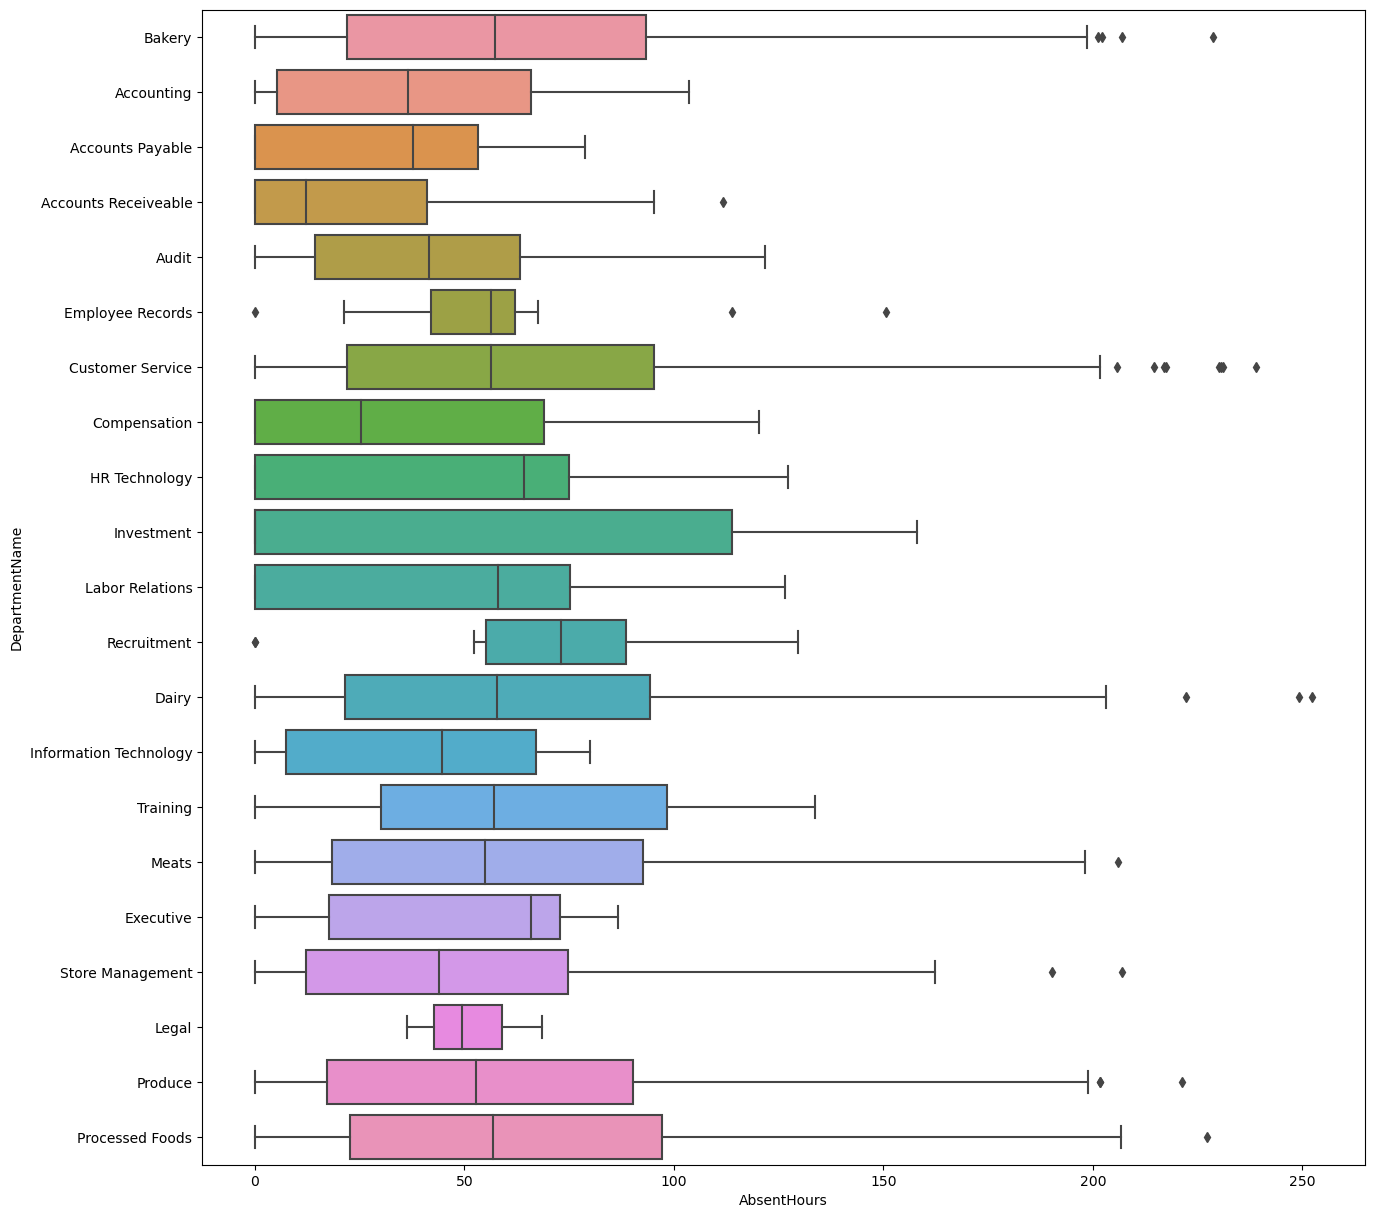 Bakery
Accounting
Accounts Payable
Accounts Receiveable
Audit
Employee Records
Customer Service
Compensation
HR Technology
Investment
Labor Relations
Recruitment
Dairy
Information Technology
Training
Meats
Executive
Store Management
Legal
Produce
Processed Foods
DepartmentName
0 50 100 150 200 250
AbsentHours